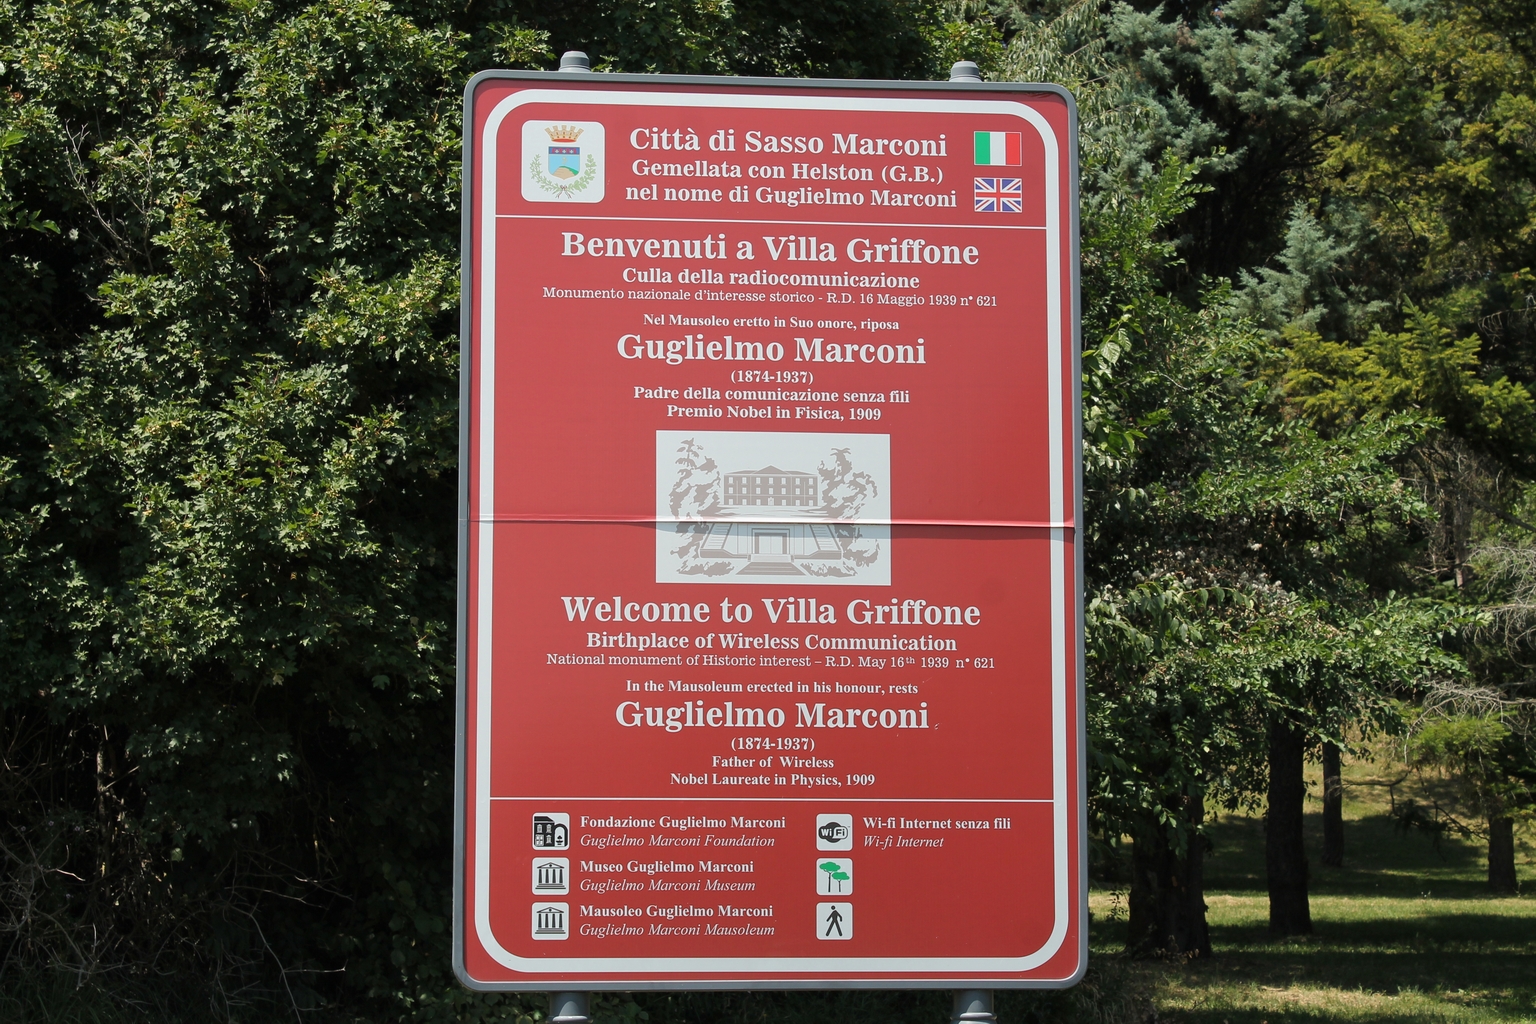 Città di Sasso Marconi
Gemellata con Helston (G.B.)
nel nome di Guglielmo Marconi
Benvenuti a Villa Griffone
Culla della radiocomunicazione
Monumento nazionale d'interesse storico - R.D. 16 Maggio 1939 n° 621
Nel Mausoleo eretto in Suo onore, riposa
Guglielmo Marconi
(1874-1937)
Padre della comunicazione senza fili
Premio Nobel in Fisica, 1909
Welcome to Villa Griffone
Birthplace of Wireless Communication
National monument of Historic interest – R.D. May 16th 1939 n° 621
In the Mausoleum erected in his honour, rests
Guglielmo Marconi
(1874-1937)
Father of Wireless
Nobel Laureate in Physics, 1909
Fondazione Guglielmo Marconi
Guglielmo Marconi Foundation
Museo Guglielmo Marconi
Guglielmo Marconi Museum
Mausoleo Guglielmo Marconi
Guglielmo Marconi Mausoleum
Wi Fi
Wi-fi Internet senza fili
Wi-fi Internet